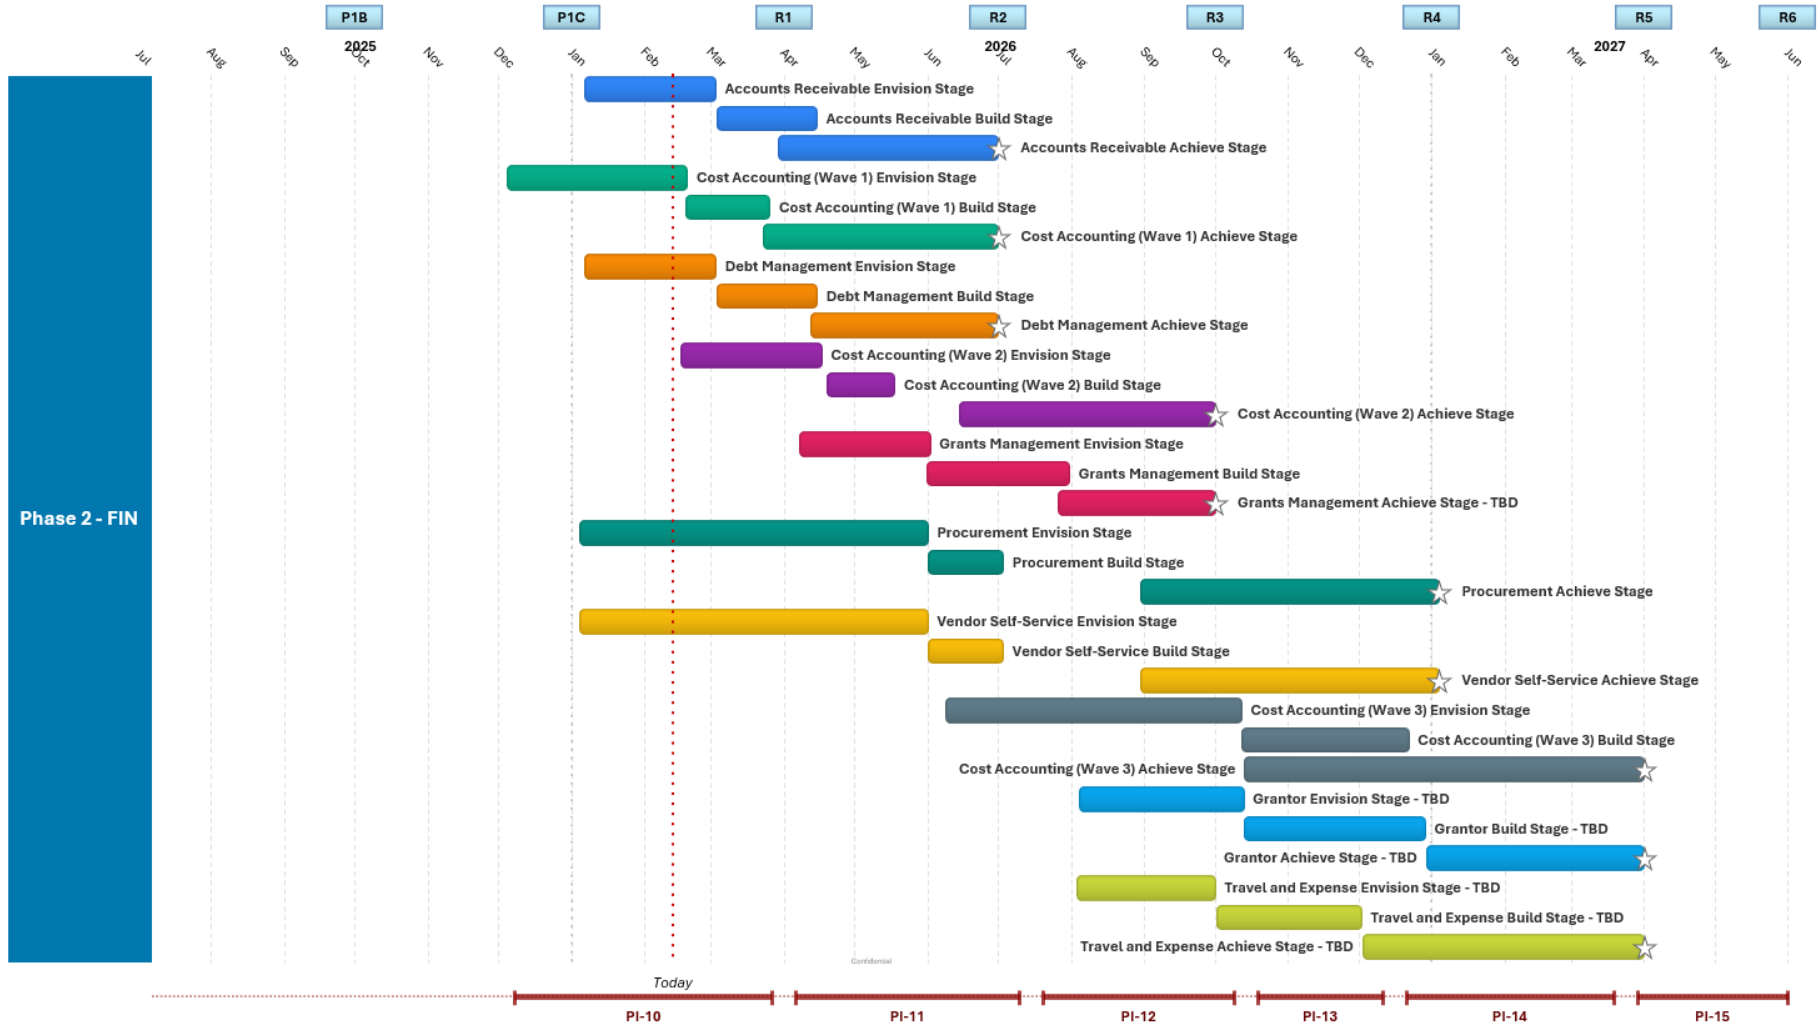 P1B P1C R1 R2 R3 R4 R5 R6
2025 2026 2027
Jul Aug Sep Oct Nov Dec Jan Feb Mar Apr May Jun Jul Aug Sep Oct Nov Dec Jan Feb Mar Apr May Jun
Phase 2 - FIN
Accounts Receivable Envision Stage
Accounts Receivable Build Stage
Accounts Receivable Achieve Stage
Cost Accounting (Wave 1) Envision Stage
Cost Accounting (Wave 1) Build Stage
Cost Accounting (Wave 1) Achieve Stage
Debt Management Envision Stage
Debt Management Build Stage
Debt Management Achieve Stage
Cost Accounting (Wave 2) Envision Stage
Cost Accounting (Wave 2) Build Stage
Cost Accounting (Wave 2) Achieve Stage
Grants Management Envision Stage
Grants Management Build Stage
Grants Management Achieve Stage - TBD
Procurement Envision Stage
Procurement Build Stage
Procurement Achieve Stage
Vendor Self-Service Envision Stage
Vendor Self-Service Build Stage
Vendor Self-Service Achieve Stage
Cost Accounting (Wave 3) Envision Stage
Cost Accounting (Wave 3) Build Stage
Cost Accounting (Wave 3) Achieve Stage
Grantor Envision Stage - TBD
Grantor Build Stage - TBD
Grantor Achieve Stage - TBD
Travel and Expense Envision Stage - TBD
Travel and Expense Build Stage - TBD
Travel and Expense Achieve Stage - TBD
Confidential
Today
PI-10 PI-11 PI-12 PI-13 PI-14 PI-15